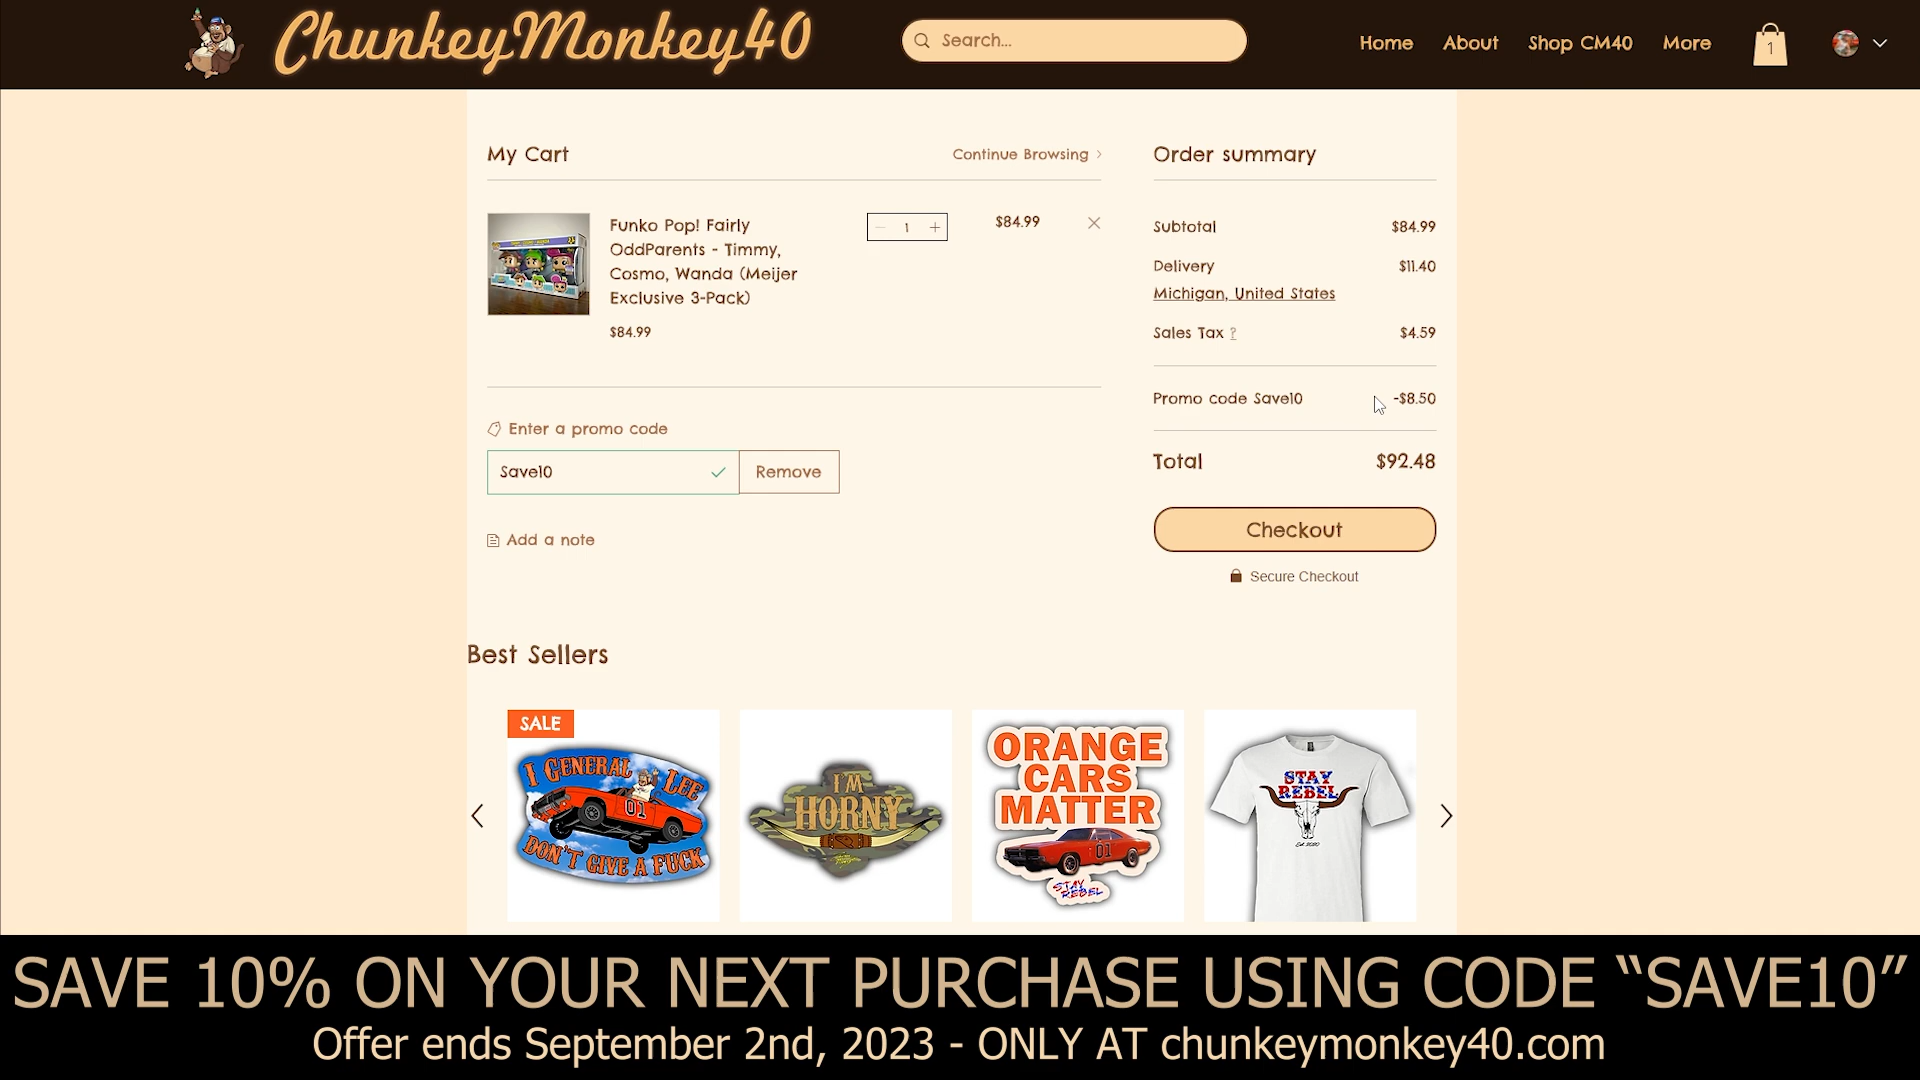 ChunkeyMonkey40
Search...
Home
About
Shop CM40
More
1
My Cart
Continue Browsing >
Order summary
Funko Pop! Fairly
OddParents - Timmy,
Cosmo, Wanda (Meijer
Exclusive 3-Pack)
$84.99
1
$84.99
Subtotal $84.99
Delivery $11.40
Michigan, United States
Sales Tax ? $4.59
Promo code Save10 -$8.50
Total $92.48
Enter a promo code
Save10
Remove
Add a note
Checkout
Secure Checkout
Best Sellers
SALE
I GENERAL LEE
01
DON'T GIVE A FUCK
I'M
HORNY
ORANGE
CARS
MATTER
01
STAY
REBEL
STAY
REBEL
Est. 2020
SAVE 10% ON YOUR NEXT PURCHASE USING CODE “SAVE10”
Offer ends September 2nd, 2023 - ONLY AT chunkeymonkey40.com